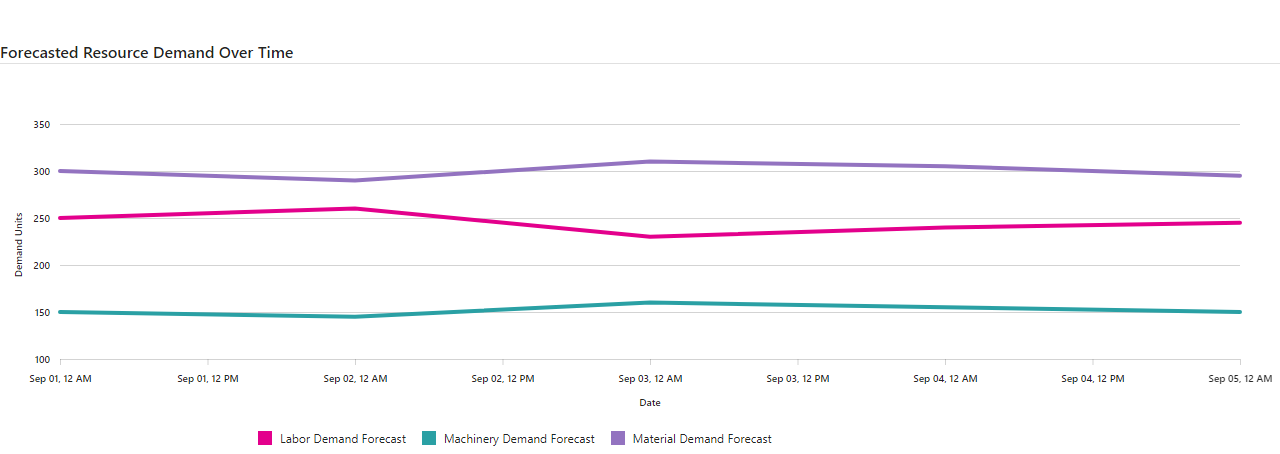 Forecasted Resource Demand Over Time
350
300
250
200
150
100
Demand Units
Sep 01, 12 AM
Sep 01, 12 PM
Sep 02, 12 AM
Sep 02, 12 PM
Sep 03, 12 AM
Sep 03, 12 PM
Sep 04, 12 AM
Sep 04, 12 PM
Sep 05, 12 AM
Date
Labor Demand Forecast
Machinery Demand Forecast
Material Demand Forecast